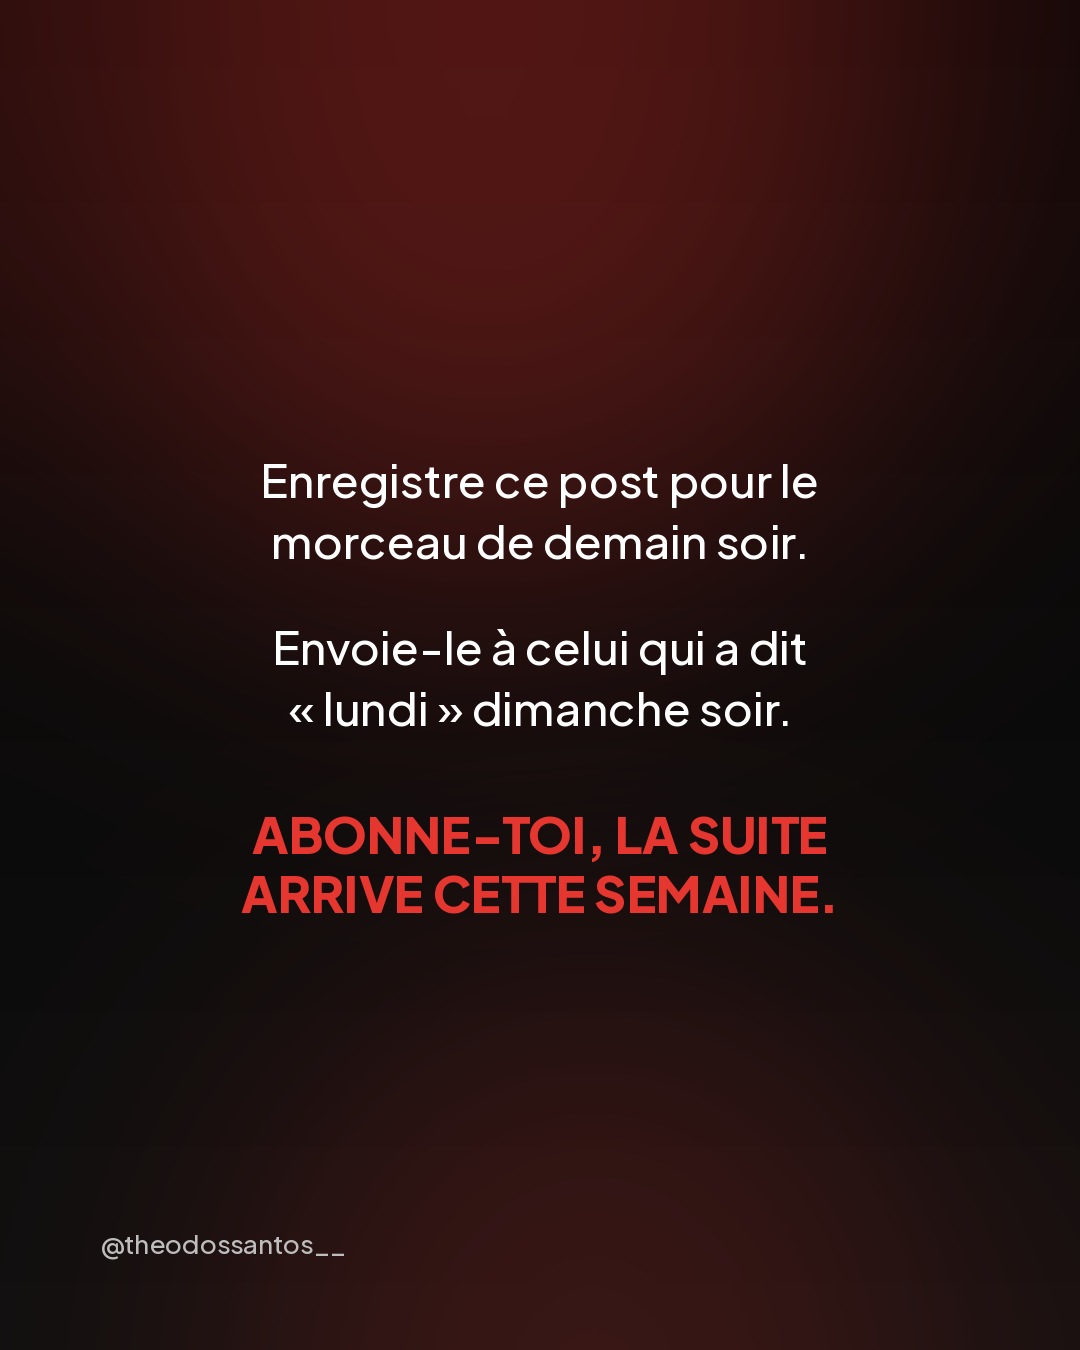 Enregistre ce post pour le
morceau de demain soir.
Envoie-le à celui qui a dit
« lundi » dimanche soir.
ABONNE-TOI, LA SUITE
ARRIVE CETTE SEMAINE.
@theodossantos__